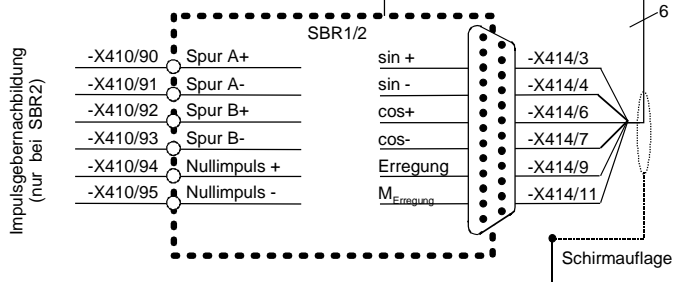 6
SBR1/2
Impulsgebernachbildung
(nur bei SBR2)
-X410/90 Spur A+ sin + -X414/3
-X410/91 Spur A- sin - -X414/4
-X410/92 Spur B+ cos+ -X414/6
-X410/93 Spur B- cos- -X414/7
-X410/94 Nullimpuls + Erregung -X414/9
-X410/95 Nullimpuls - MErregung -X414/11
Schirmauflage